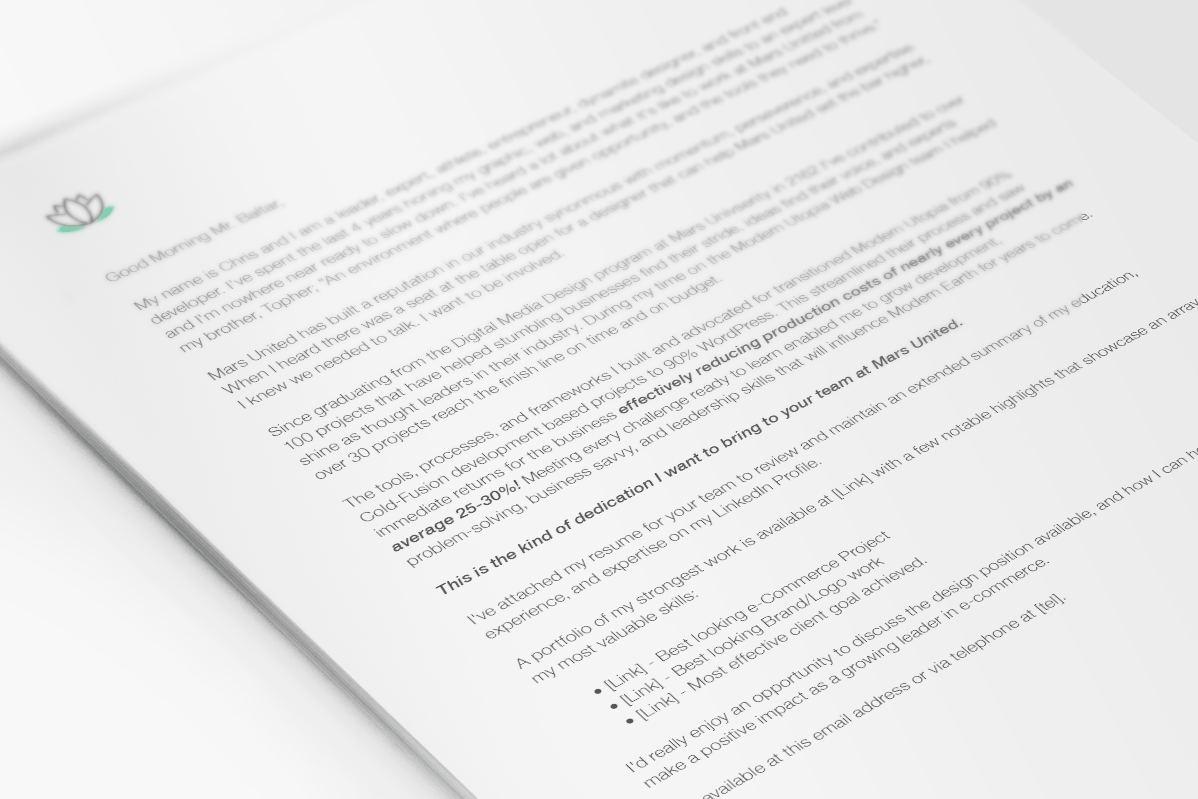 Good Morning Mr. Baltar,
My name is Chris and I am a leader, expert, athlete, entrepreneur, dynamite designer, and front end
developer. I've spent the last 4 years honing my graphic, web, and marketing design skills to an expert level
and I'm nowhere near ready to slow down. I've heard a lot about what it's like to work at Mars United from
my brother, Topher, "An environment where people are given opportunity, and the tools they need to thrive."
Mars United has built a reputation in our industry synonymous with momentum, perseverence, and expertise.
When I heard there was a seat at the table open for a designer that can help Mars United set the bar higher,
I knew we needed to talk. I want to be involved.
Since graduating from the Digital Media Design program at Mars University in 2162 I've contributed to over
100 projects that have helped stumbling businesses find their stride, ideas find their voice, and experts
shine as thought leaders in their industry. During my time on the Modern Utopia Web Design team I helped
over 30 projects reach the finish line on time and on budget.
The tools, processes, and frameworks I built and advocated for transitioned Modern Utopia from 90%
Cold-Fusion development based projects to 90% WordPress. This streamlined their process and saw
immediate returns for the business effectively reducing production costs of nearly every project by an
average 25-30%! Meeting every challenge ready to learn enabled me to grow development,
problem-solving, business savvy, and leadership skills that will influence Modern Earth for years to come.
This is the kind of dedication I want to bring to your team at Mars United.
I've attached my resume for your team to review and maintain an extended summary of my education,
experience, and expertise on my LinkedIn Profile.
A portfolio of my strongest work is available at [Link] with a few notable highlights that showcase an array
my most valuable skills:
• [Link] - Best looking e-Commerce Project
• [Link] - Best looking Brand/Logo work
• [Link] - Most effective client goal achieved.
I'd really enjoy an opportunity to discuss the design position available, and how I can
make a positive impact as a growing leader in e-commerce.
available at this email address or via telephone at [tel].